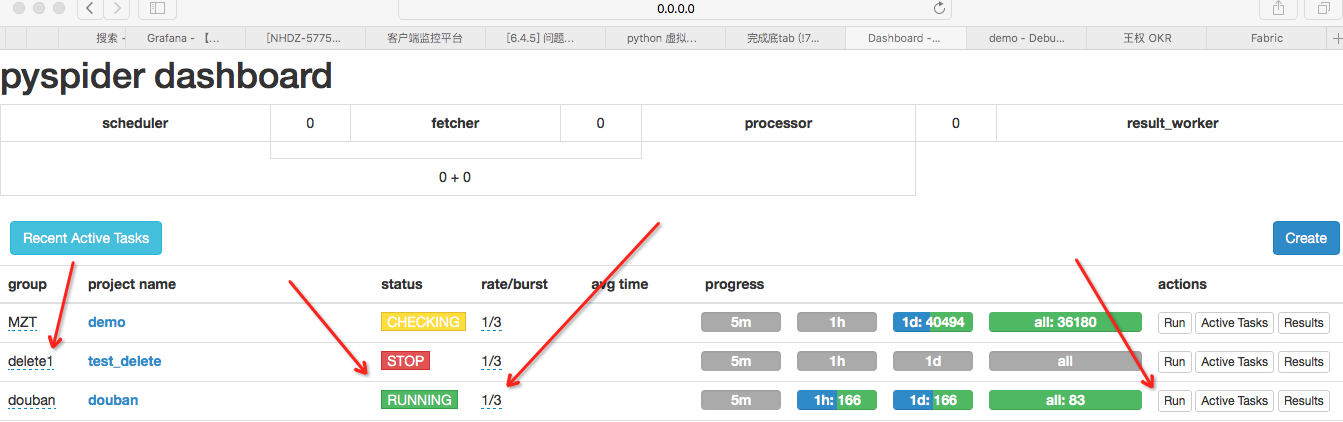 0.0.0.0
搜索 - Grafana - 【... [NHDZ-5775... 客户端监控平台 [6.4.5] 问题... python 虚拟... 完成底tab (!7... Dashboard -... demo - Debu... 王权 OKR Fabric
pyspider dashboard
scheduler 0 fetcher 0 processor 0 result_worker
0 + 0
Recent Active Tasks Create
group project name status rate/burst avg time progress actions
MZT demo CHECKING 1/3 5m 1h 1d: 40494 all: 36180 Run Active Tasks Results
delete1 test_delete STOP 1/3 5m 1h 1d all Run Active Tasks Results
douban douban RUNNING 1/3 5m 1h: 166 1d: 166 all: 83 Run Active Tasks Results